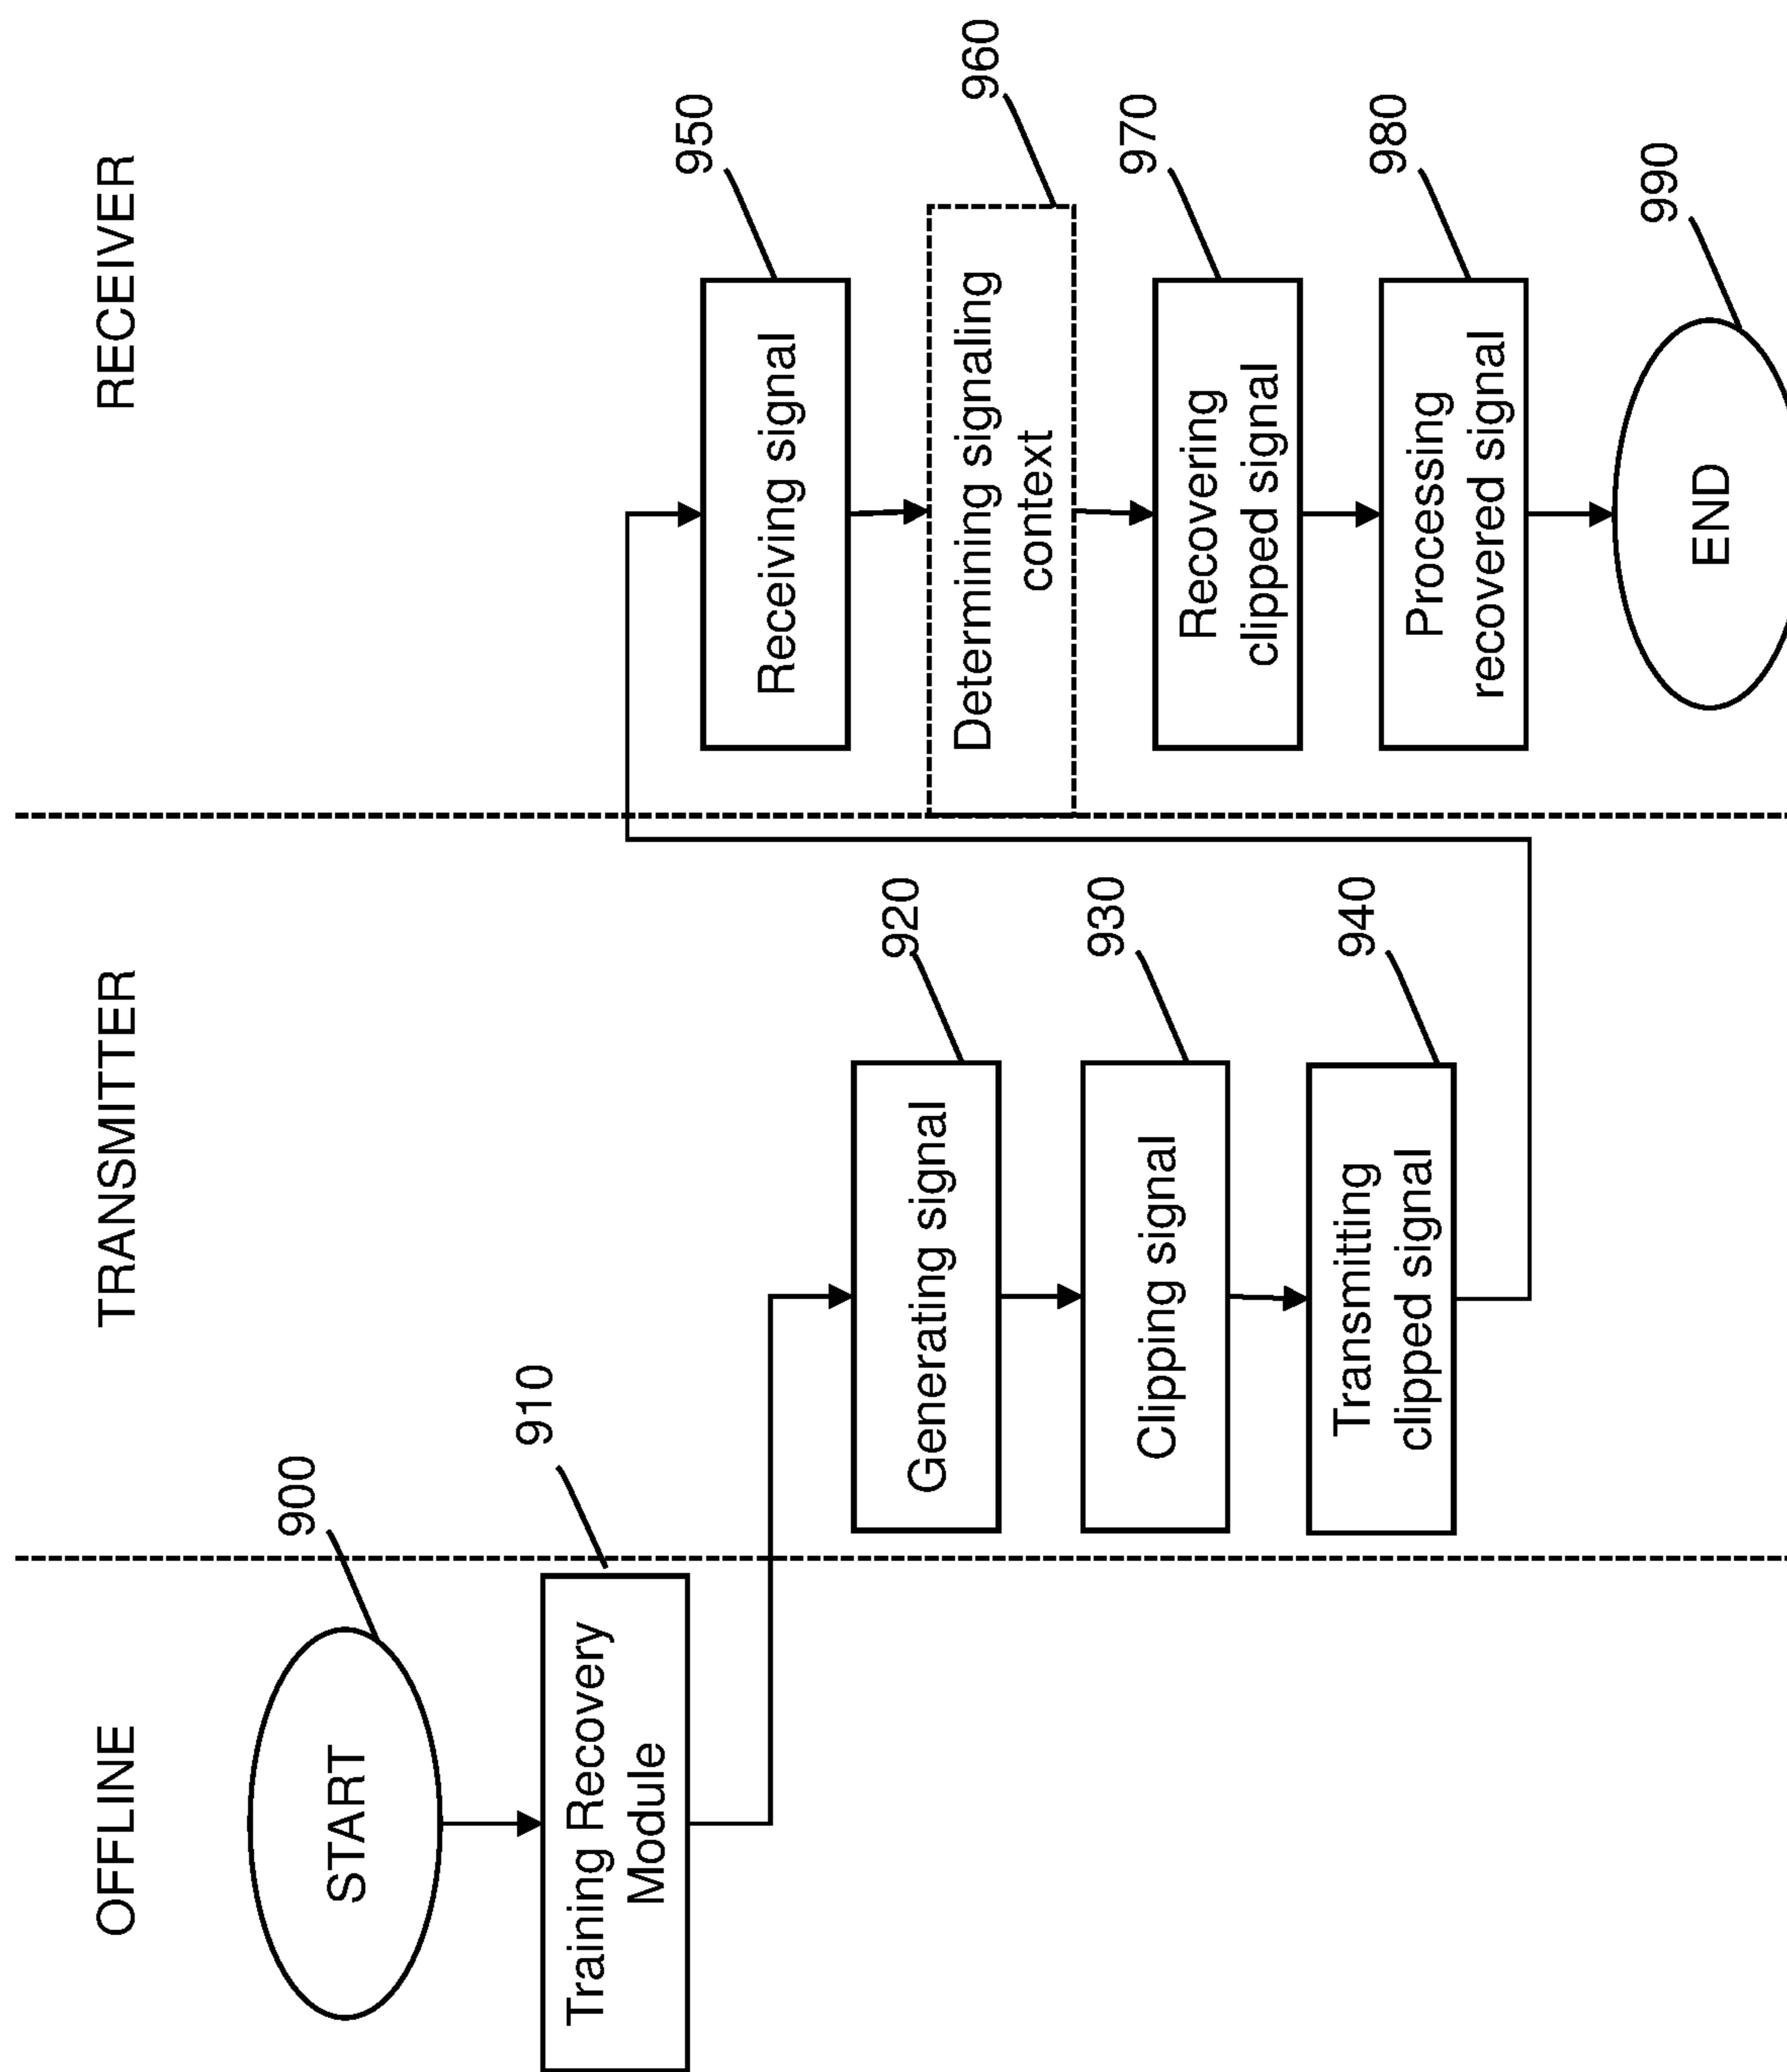 OFFLINE
TRANSMITTER
RECEIVER
START
900
Training Recovery
Module
910
Generating signal
920
Clipping signal
930
Transmitting
clipped signal
940
Receiving signal
950
Determining signaling
context
960
Recovering
clipped signal
970
Processing
recovered signal
980
END
990